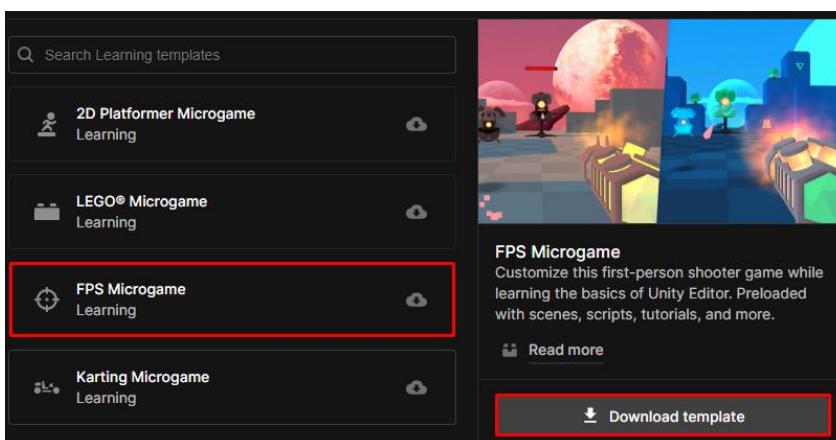 Search Learning templates
2D Platformer Microgame
Learning
LEGO® Microgame
Learning
FPS Microgame
Learning
Karting Microgame
Learning
FPS Microgame
Customize this first-person shooter game while
learning the basics of Unity Editor. Preloaded
with scenes, scripts, tutorials, and more.
Read more
Download template